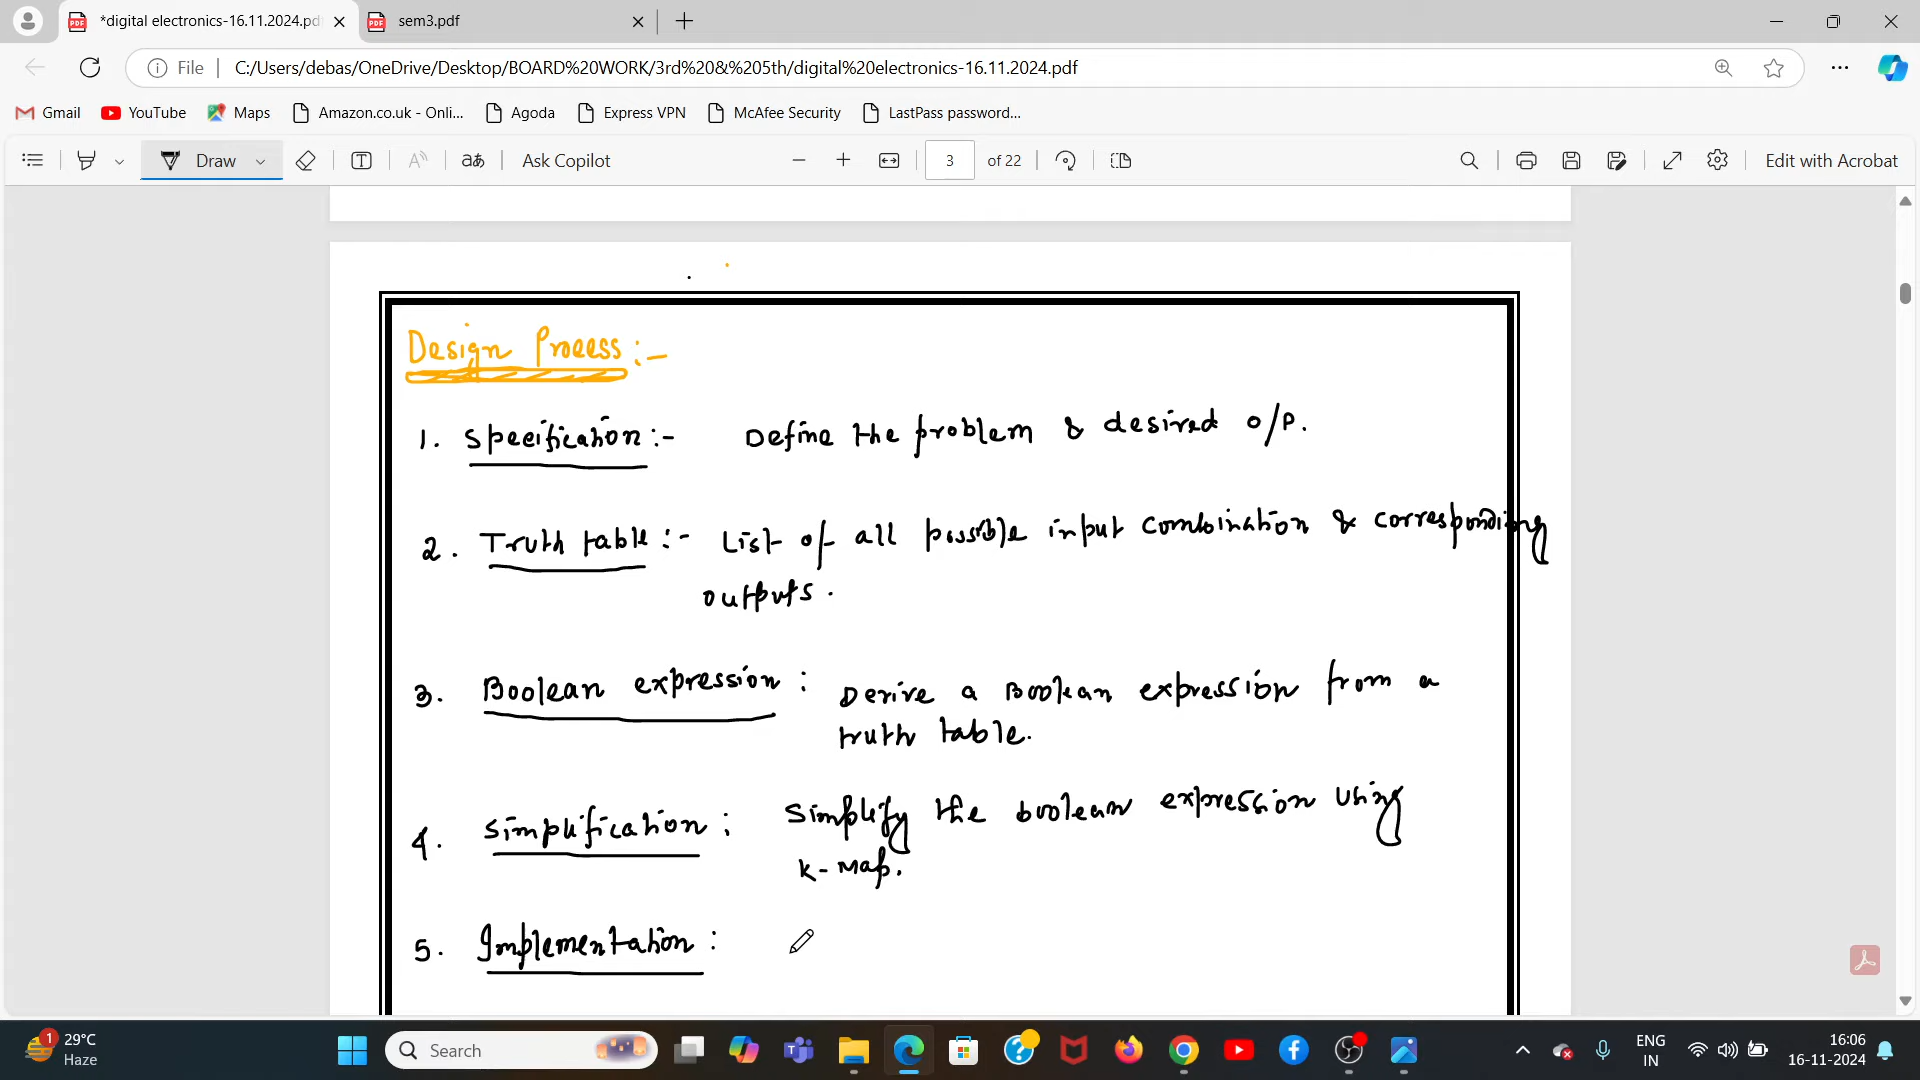 *digital electronics-16.11.2024.pdf
sem3.pdf
File
C:/Users/debas/OneDrive/Desktop/BOARD%20WORK/3rd%20&%205th/digital%20electronics-16.11.2024.pdf
Gmail
YouTube
Maps
Amazon.co.uk - Onli...
Agoda
Express VPN
McAfee Security
LastPass password...
Draw
aあ
Ask Copilot
3
of 22
Edit with Acrobat
Design Process :-
1. Specification :- Define the problem & desired O/P.
2. Truth table :- List of all possible input combination & corresponding
outputs.
3. Boolean expression : Derive a Boolean expression from a
truth table.
4. Simplification : Simplify the boolean expression using
K-Map.
5. Implementation :
1
29°C
Haze
Search
ENG
IN
16:06
16-11-2024